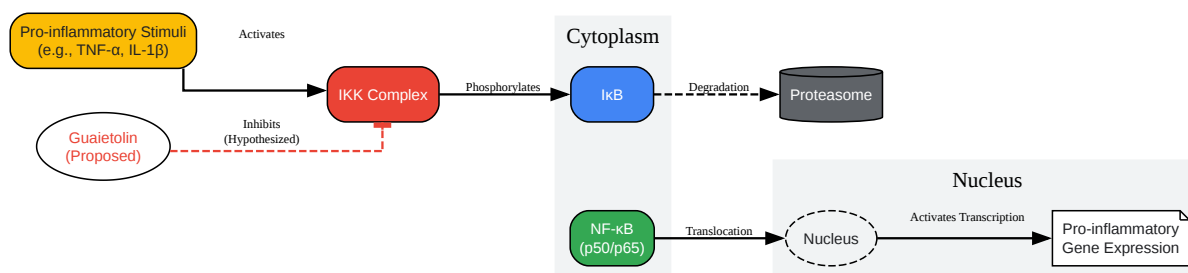 Pro-inflammatory Stimuli
(e.g., TNF-α, IL-1β)
Activates
IKK Complex
Phosphorylates
Cytoplasm
IκB
Degradation
Proteasome
Guaietolin
(Proposed)
Inhibits
(Hypothesized)
NF-κB
(p50/p65)
Translocation
Nucleus
Nucleus
Activates Transcription
Pro-inflammatory
Gene Expression